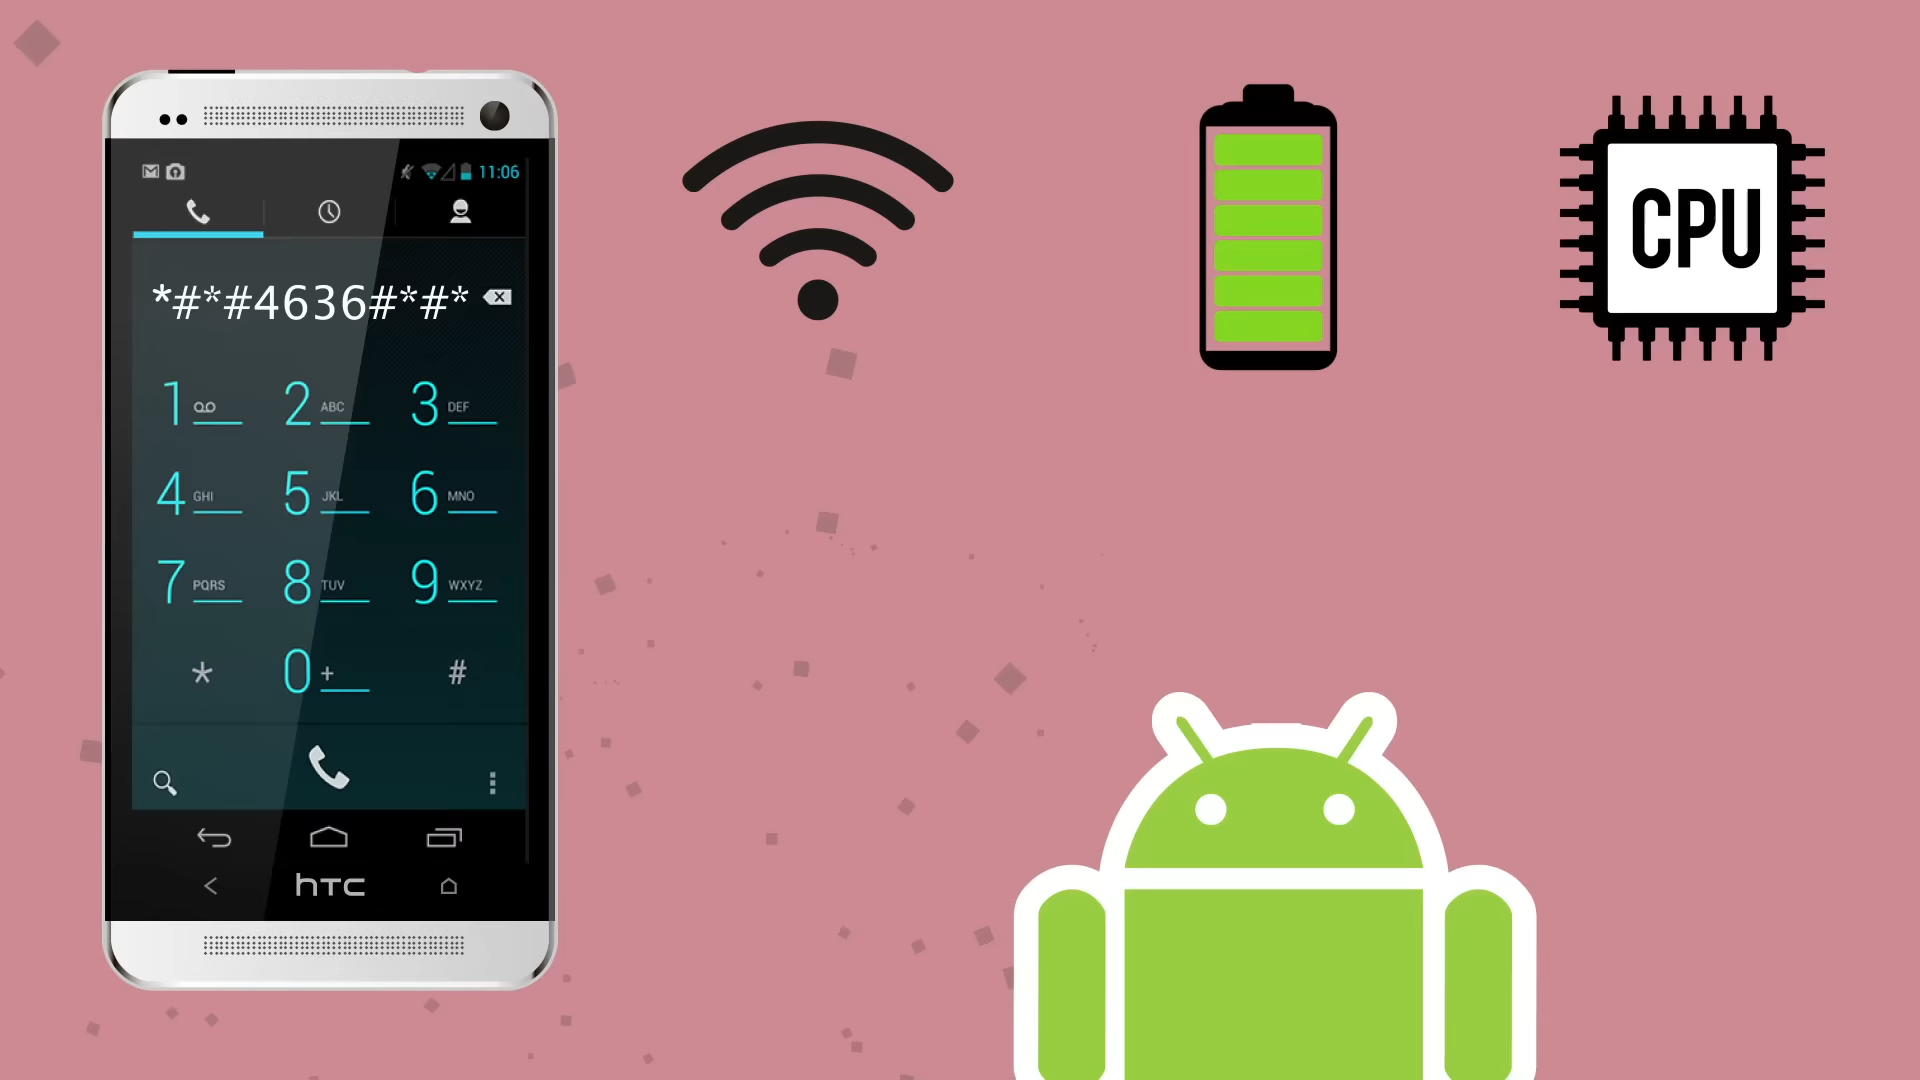 11:06
*#*#4636#*#*
1
2 ABC
3 DEF
4 GHI
5 JKL
6 MNO
7 PQRS
8 TUV
9 WXYZ
*
0 +
#
hTC
CPU